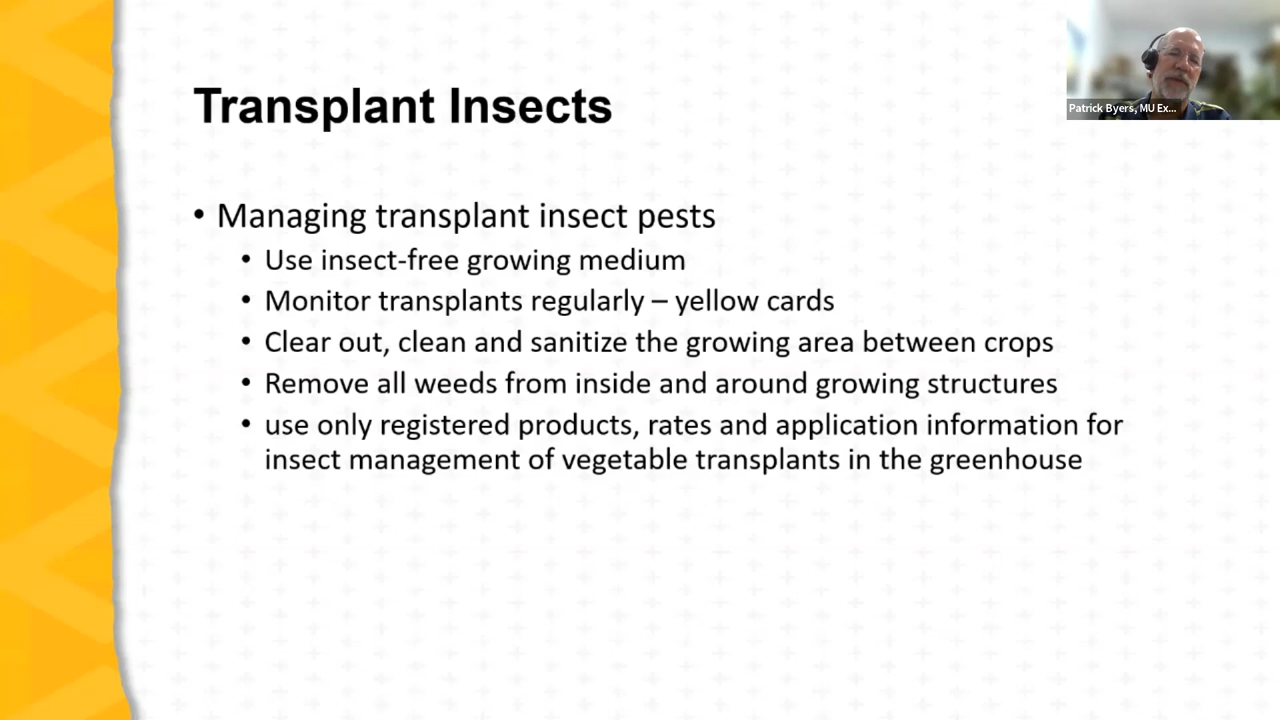 Transplant Insects
Patrick Byers, MU Ex...
• Managing transplant insect pests
• Use insect-free growing medium
• Monitor transplants regularly – yellow cards
• Clear out, clean and sanitize the growing area between crops
• Remove all weeds from inside and around growing structures
• use only registered products, rates and application information for
insect management of vegetable transplants in the greenhouse